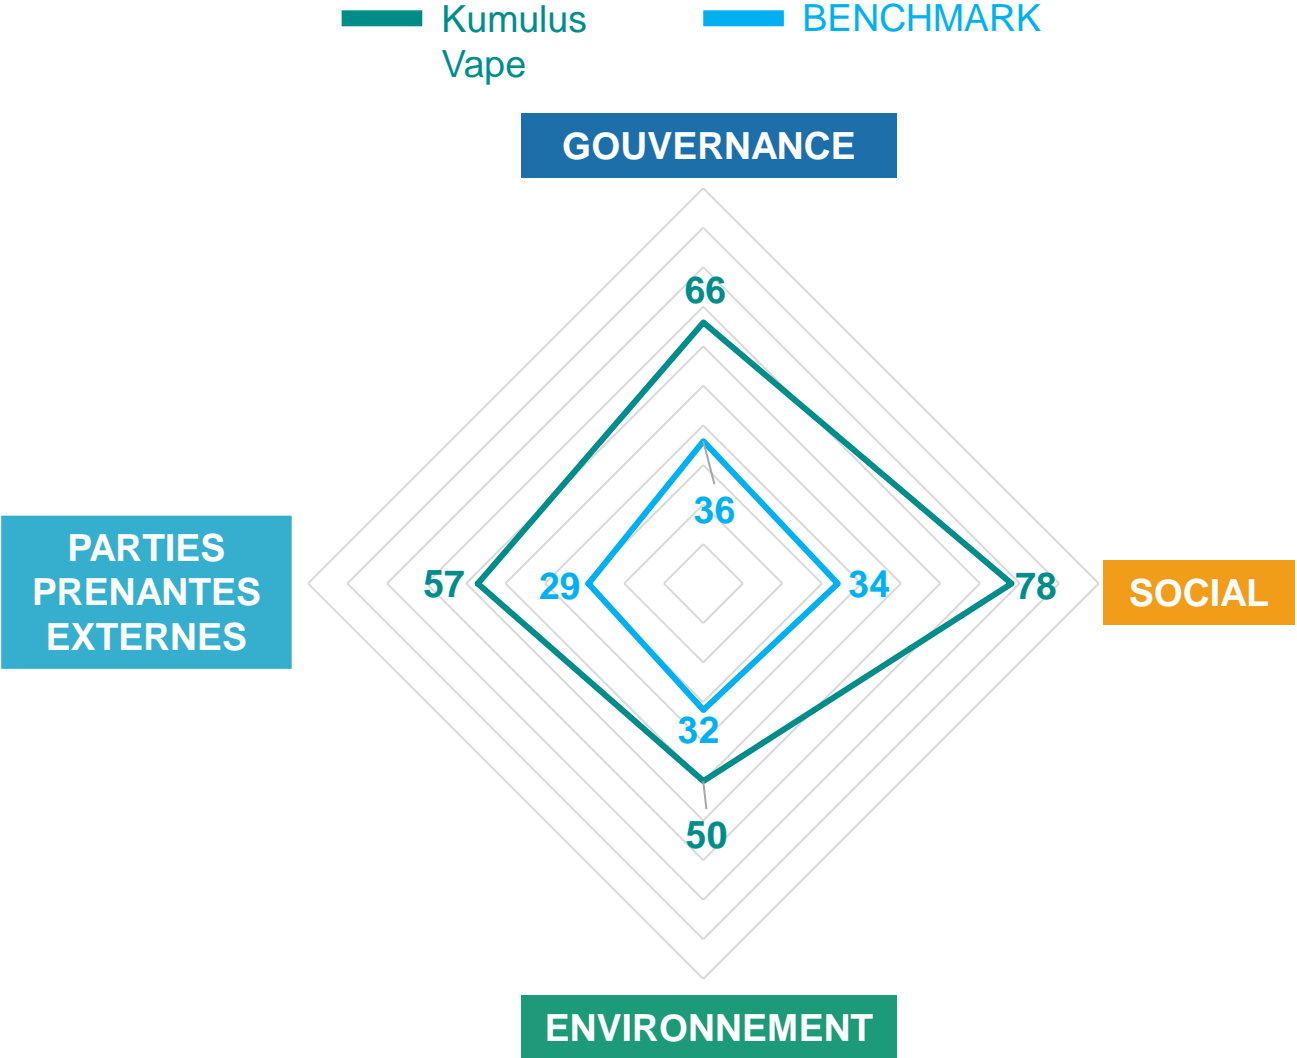 Kumulus
Vape
BENCHMARK
GOUVERNANCE
66
36
PARTIES
PRENANTES
EXTERNES
57
29
34
78
SOCIAL
32
50
ENVIRONNEMENT